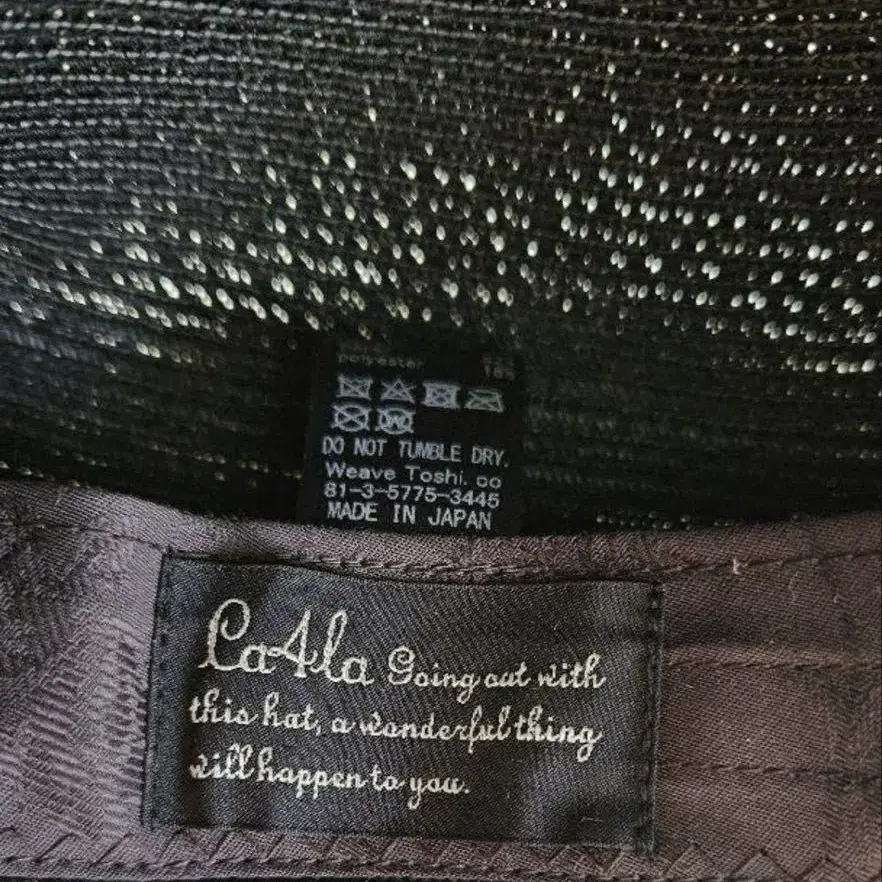 polyester
DO NOT TUMBLE DRY.
Weave Toshi. co
81-3-5775-3445
MADE IN JAPAN
Ca4la Going out with
this hat, a wonderful thing
will happen to you.